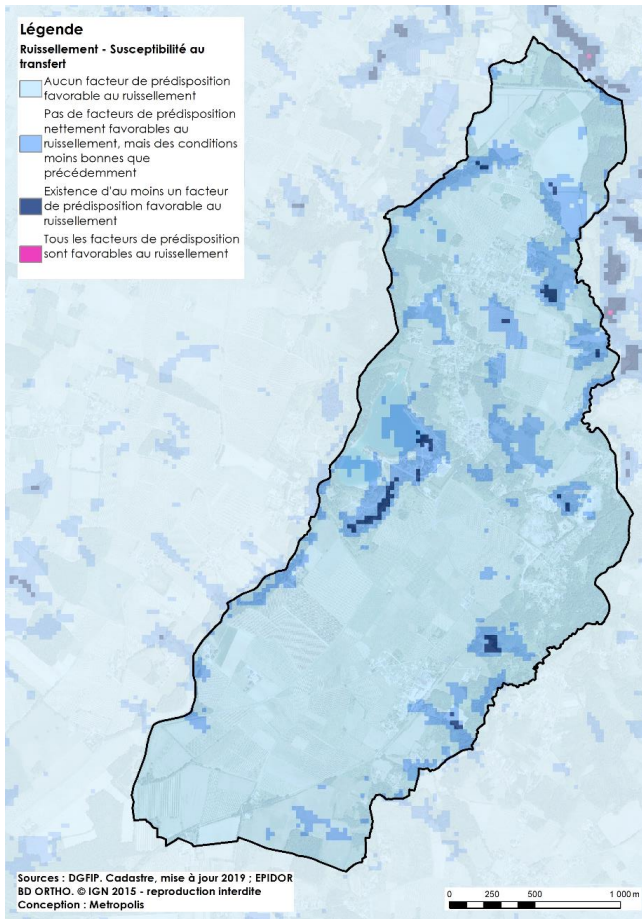 Légende
Ruissellement - Susceptibilité au
transfert
Aucun facteur de prédisposition
favorable au ruissellement
Pas de facteurs de prédisposition
nettement favorables au
ruissellement, mais des conditions
moins bonnes que
précédemment
Existence d'au moins un facteur
de prédisposition favorable au
ruissellement
Tous les facteurs de prédisposition
sont favorables au ruissellement
Sources : DGFIP. Cadastre, mise à jour 2019 ; EPIDOR
BD ORTHO. © IGN 2015 - reproduction interdite
Conception : Metropolis
0 250 500 1 000 m